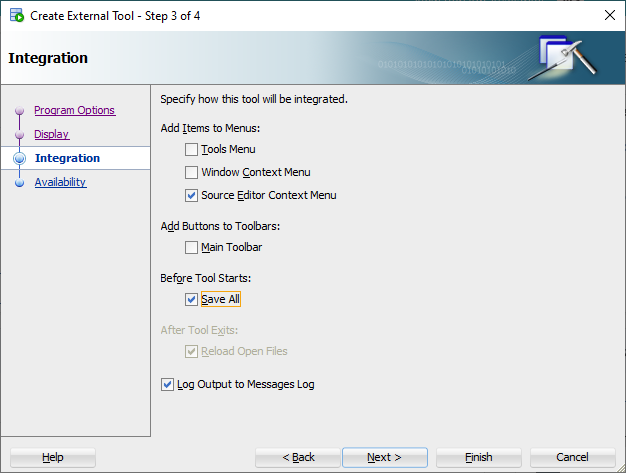 Create External Tool - Step 3 of 4
Integration
0101010101010101010101010101
01010101010
Program Options
Display
Integration
Availability
Specify how this tool will be integrated.
Add Items to Menus:
Tools Menu
Window Context Menu
Source Editor Context Menu
Add Buttons to Toolbars:
Main Toolbar
Before Tool Starts:
Save All
After Tool Exits:
Reload Open Files
Log Output to Messages Log
Help
< Back
Next >
Finish
Cancel